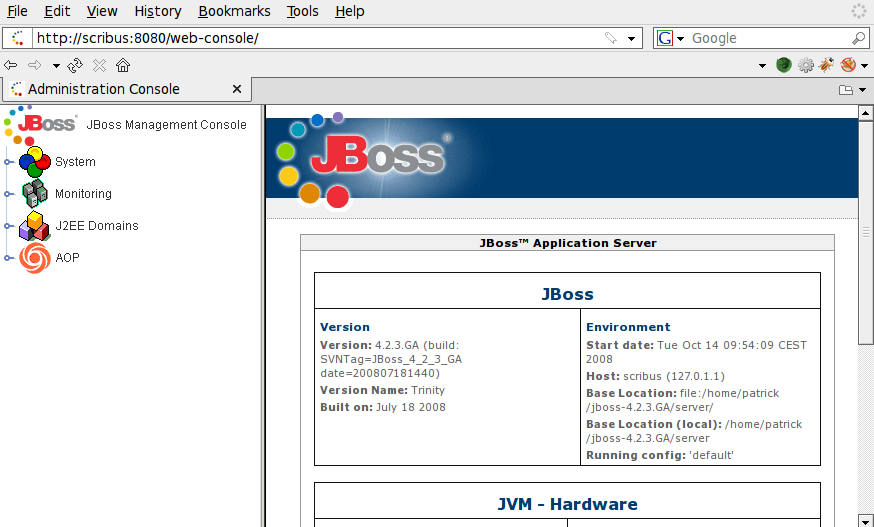 File Edit View History Bookmarks Tools Help
http://scribus:8080/web-console/
Google
Administration Console
JBoss JBoss Management Console
System
Monitoring
J2EE Domains
AOP
JBoss
JBoss™ Application Server
JBoss
Version
Version: 4.2.3.GA (build:
SVNTag=JBoss_4_2_3_GA
date=200807181440)
Version Name: Trinity
Built on: July 18 2008
Environment
Start date: Tue Oct 14 09:54:09 CEST
2008
Host: scribus (127.0.1.1)
Base Location: file:/home/patrick
/jboss-4.2.3.GA/server/
Base Location (local): /home/patrick
/jboss-4.2.3.GA/server
Running config: 'default'
JVM - Hardware